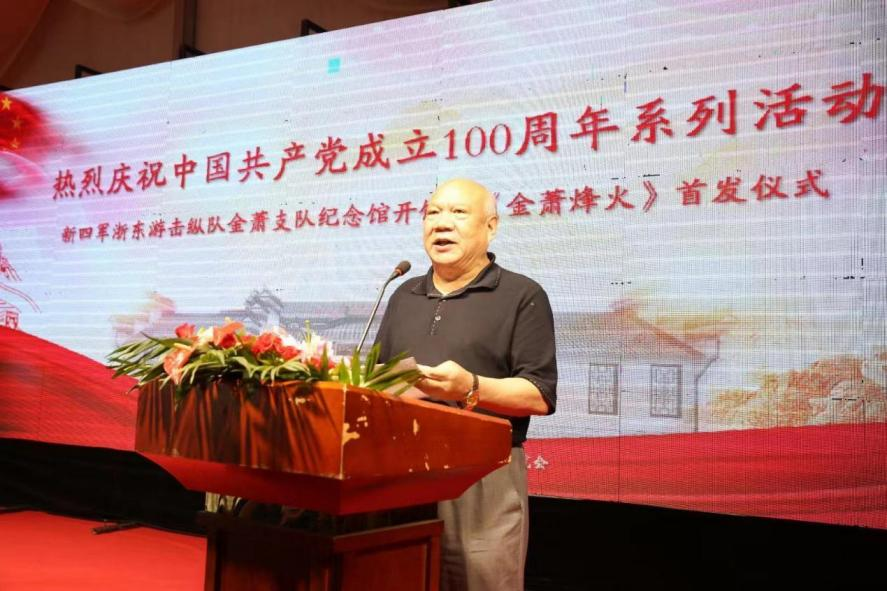 热烈庆祝中国共产党成立100周年系列活动
新四军浙东游击纵队金萧支队纪念馆开 《金萧烽火》首发仪式
会